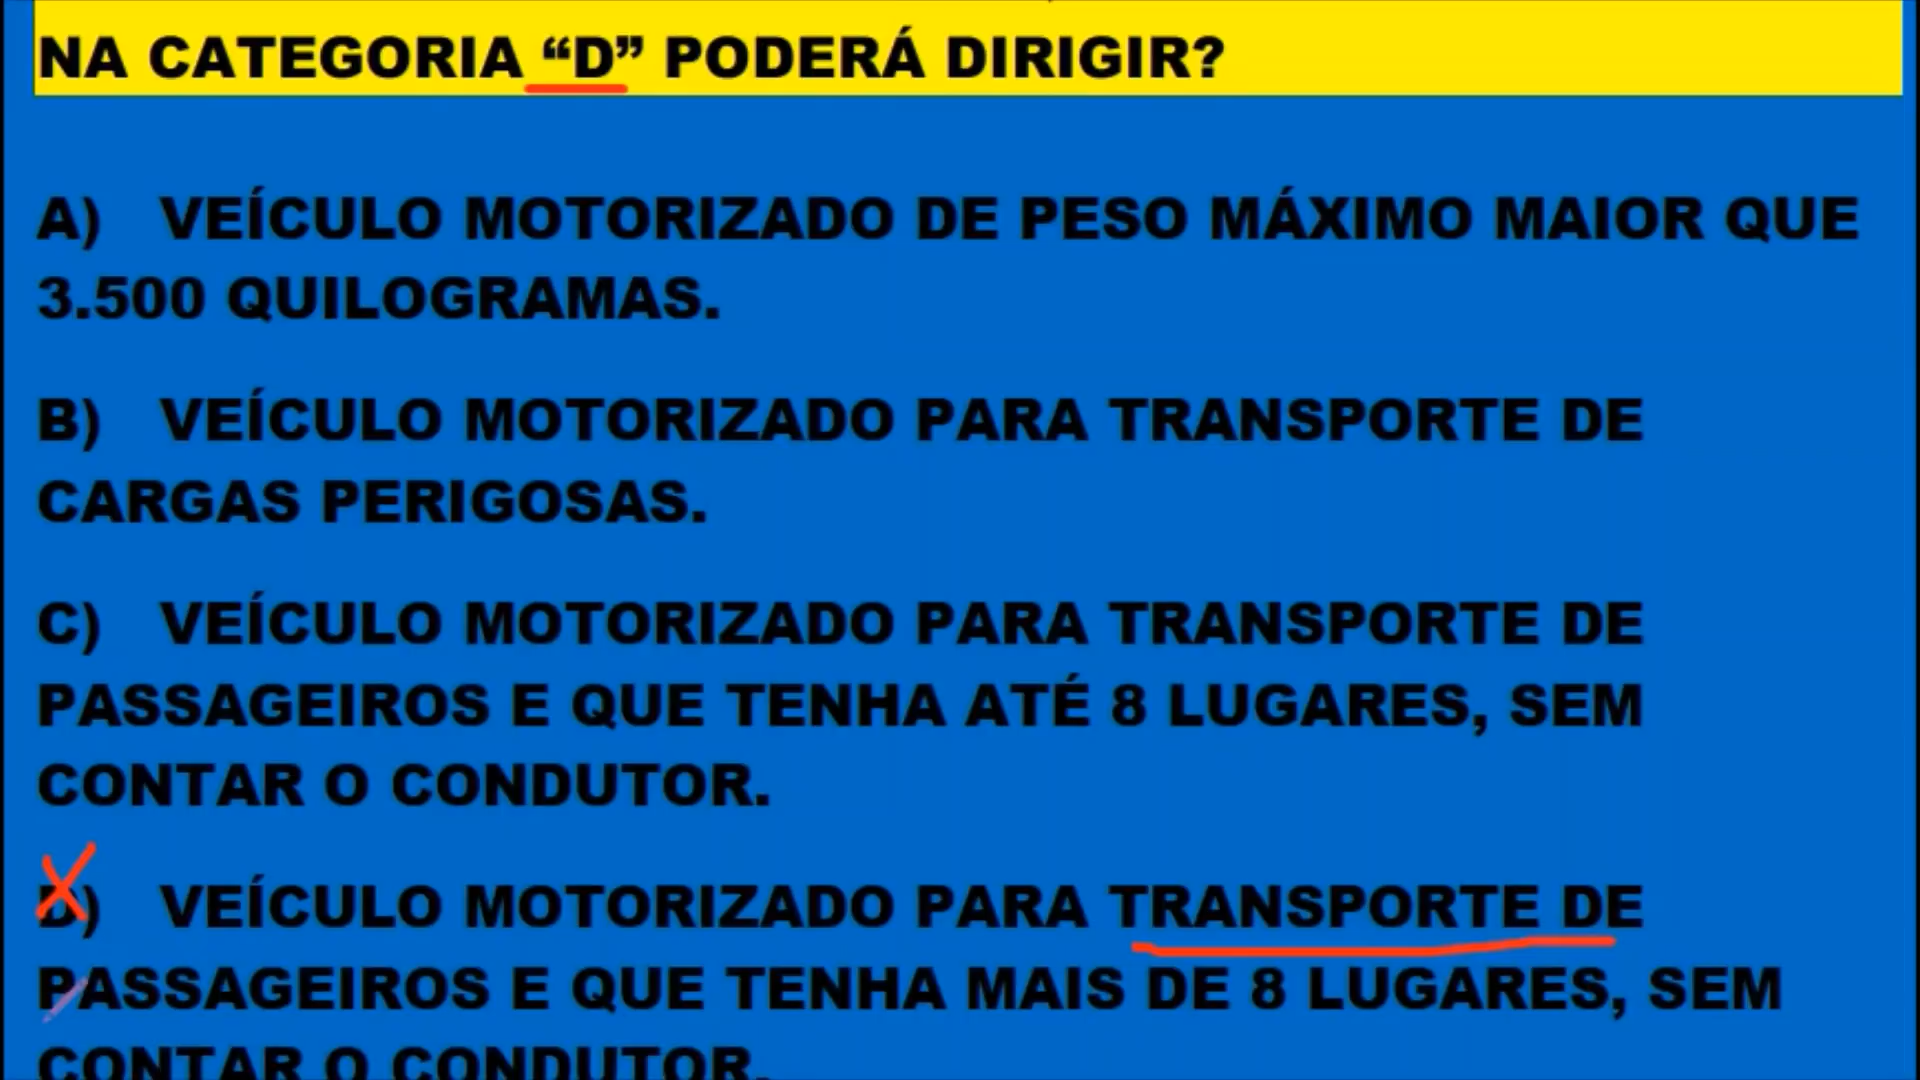 NA CATEGORIA “D” PODERÁ DIRIGIR?
A) VEÍCULO MOTORIZADO DE PESO MÁXIMO MAIOR QUE
3.500 QUILOGRAMAS.
B) VEÍCULO MOTORIZADO PARA TRANSPORTE DE
CARGAS PERIGOSAS.
C) VEÍCULO MOTORIZADO PARA TRANSPORTE DE
PASSAGEIROS E QUE TENHA ATÉ 8 LUGARES, SEM
CONTAR O CONDUTOR.
D) VEÍCULO MOTORIZADO PARA TRANSPORTE DE
PASSAGEIROS E QUE TENHA MAIS DE 8 LUGARES, SEM
CONTAR O CONDUTOR.